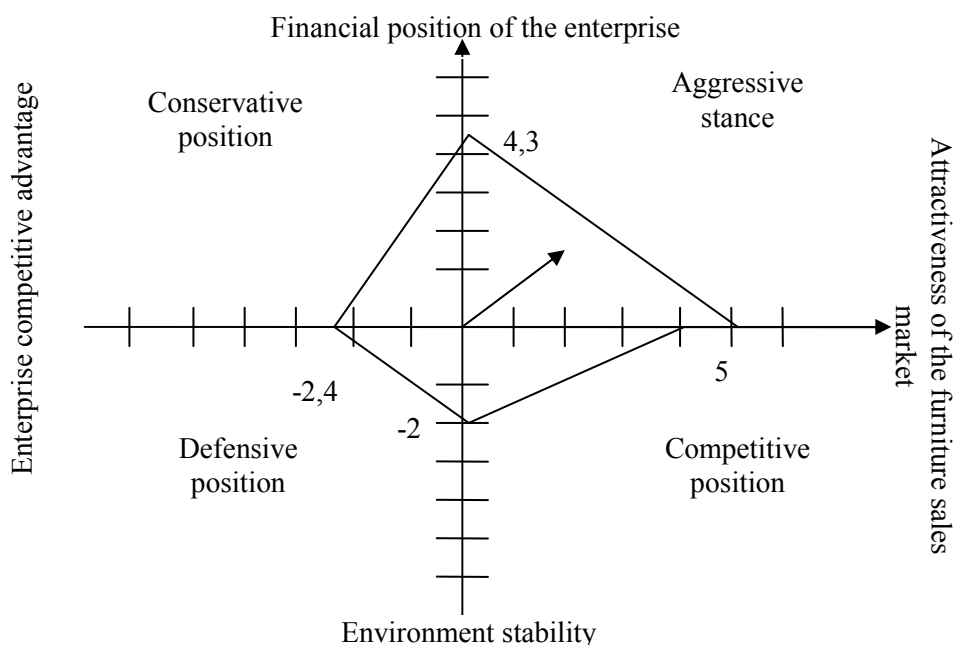 Financial position of the enterprise
Conservative
position
Aggressive
stance
Enterprise competitive advantage
4,3
Attractiveness of the furniture sales
market
-2,4
5
-2
Defensive
position
Competitive
position
Environment stability